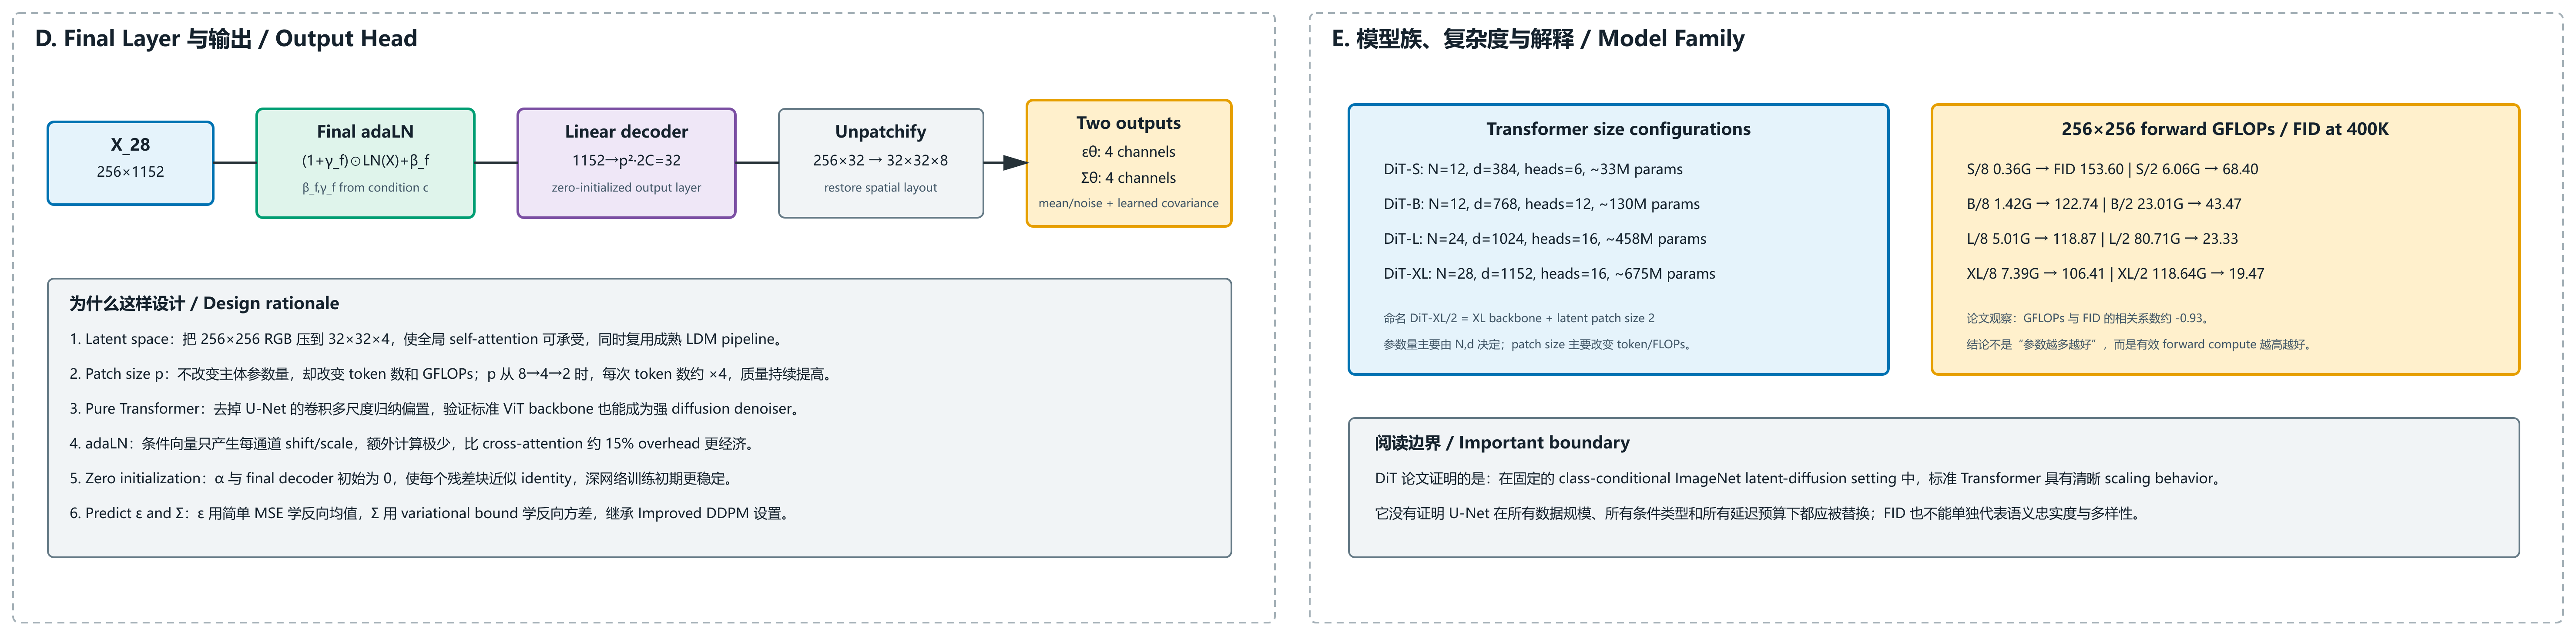 D. Final Layer 与输出 / Output Head
X_28
256×1152
Final adaLN
(1+γ_f)⊙LN(X)+β_f
β_f,γ_f from condition c
Linear decoder
1152→p²·2C=32
zero-initialized output layer
Unpatchify
256×32 → 32×32×8
restore spatial layout
Two outputs
εθ: 4 channels
Σθ: 4 channels
mean/noise + learned covariance
为什么这样设计 / Design rationale
1. Latent space：把 256×256 RGB 压到 32×32×4，使全局 self-attention 可承受，同时复用成熟 LDM pipeline。
2. Patch size p：不改变主体参数量，却改变 token 数和 GFLOPs；p 从 8→4→2 时，每次 token 数约 ×4，质量持续提高。
3. Pure Transformer：去掉 U-Net 的卷积多尺度归纳偏置，验证标准 ViT backbone 也能成为强 diffusion denoiser。
4. adaLN：条件向量只产生每通道 shift/scale，额外计算极少，比 cross-attention 约 15% overhead 更经济。
5. Zero initialization：α 与 final decoder 初始为 0，使每个残差块近似 identity，深网络训练初期更稳定。
6. Predict ε and Σ：ε 用简单 MSE 学反向均值，Σ 用 variational bound 学反向方差，继承 Improved DDPM 设置。
E. 模型族、复杂度与解释 / Model Family
Transformer size configurations
DiT-S: N=12, d=384, heads=6, ~33M params
DiT-B: N=12, d=768, heads=12, ~130M params
DiT-L: N=24, d=1024, heads=16, ~458M params
DiT-XL: N=28, d=1152, heads=16, ~675M params
命名 DiT-XL/2 = XL backbone + latent patch size 2
参数量主要由 N,d 决定；patch size 主要改变 token/FLOPs。
256×256 forward GFLOPs / FID at 400K
S/8 0.36G → FID 153.60 | S/2 6.06G → 68.40
B/8 1.42G → 122.74 | B/2 23.01G → 43.47
L/8 5.01G → 118.87 | L/2 80.71G → 23.33
XL/8 7.39G → 106.41 | XL/2 118.64G → 19.47
论文观察：GFLOPs 与 FID 的相关系数约 -0.93。
结论不是“参数越多越好”，而是有效 forward compute 越高越好。
阅读边界 / Important boundary
DiT 论文证明的是：在固定的 class-conditional ImageNet latent-diffusion setting 中，标准 Transformer 具有清晰 scaling behavior。
它没有证明 U-Net 在所有数据规模、所有条件类型和所有延迟预算下都应被替换；FID 也不能单独代表语义忠实度与多样性。